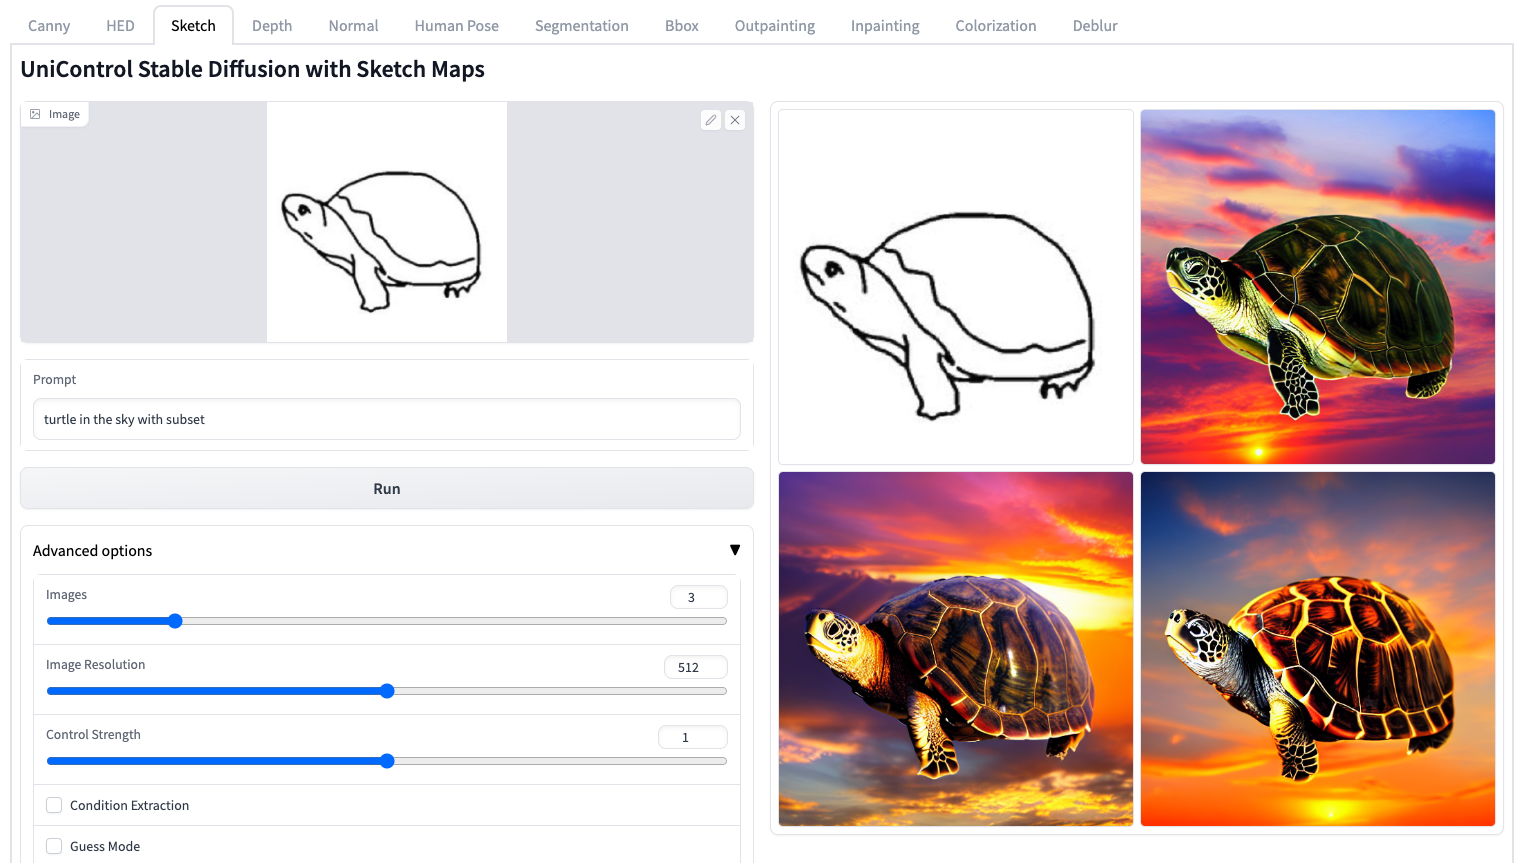 Canny HED Sketch Depth Normal Human Pose Segmentation Bbox Outpainting Inpainting Colorization Deblur
UniControl Stable Diffusion with Sketch Maps
Image
Prompt
turtle in the sky with subset
Run
Advanced options
Images 3
Image Resolution 512
Control Strength 1
Condition Extraction
Guess Mode